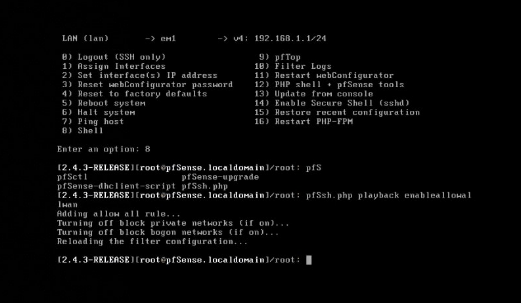 LAN (lan) -> em1 -> v4: 192.168.1.1/24
0) Logout (SSH only) 9) pfTop
1) Assign Interfaces 10) Filter Logs
2) Set interface(s) IP address 11) Restart webConfigurator
3) Reset webConfigurator password 12) PHP shell + pfSense tools
4) Reset to factory defaults 13) Update from console
5) Reboot system 14) Enable Secure Shell (sshd)
6) Halt system 15) Restore recent configuration
7) Ping host 16) Restart PHP-FPM
8) Shell
Enter an option: 8
[2.4.3-RELEASE][root@pfSense.localdomain]/root: pfS
pfSctl pfSense-upgrade
pfSense-dhclient-script pfSsh.php
[2.4.3-RELEASE][root@pfSense.localdomain]/root: pfSsh.php playback enableallowal
lwan
Adding allow all rule...
Turning off block private networks (if on)...
Turning off block bogon networks (if on)...
Reloading the filter configuration...
[2.4.3-RELEASE][root@pfSense.localdomain]/root: